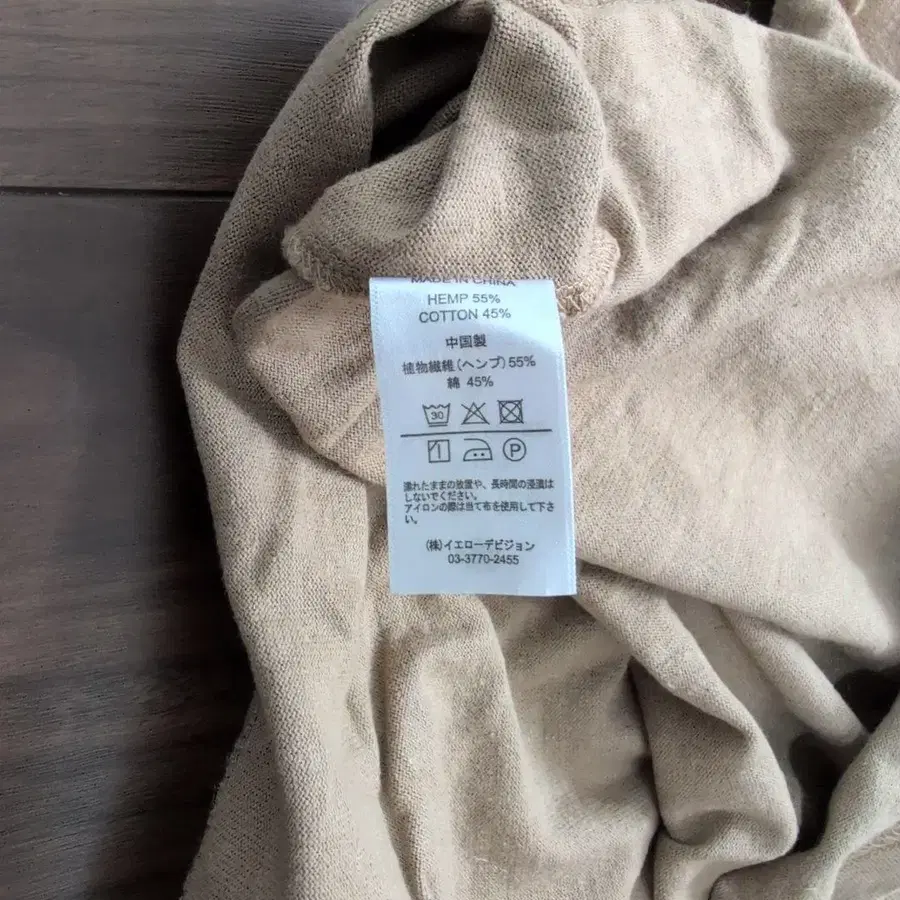 MADE IN CHINA
HEMP 55%
COTTON 45%
中国製
植物繊維(ヘンプ)55%
綿 45%
30
P
濡れたままの放置や、長時間の浸漬は
しないでください。
アイロンの際は当て布を使用して下さ
い。
(株)イエローデビジョン
03-3770-2455